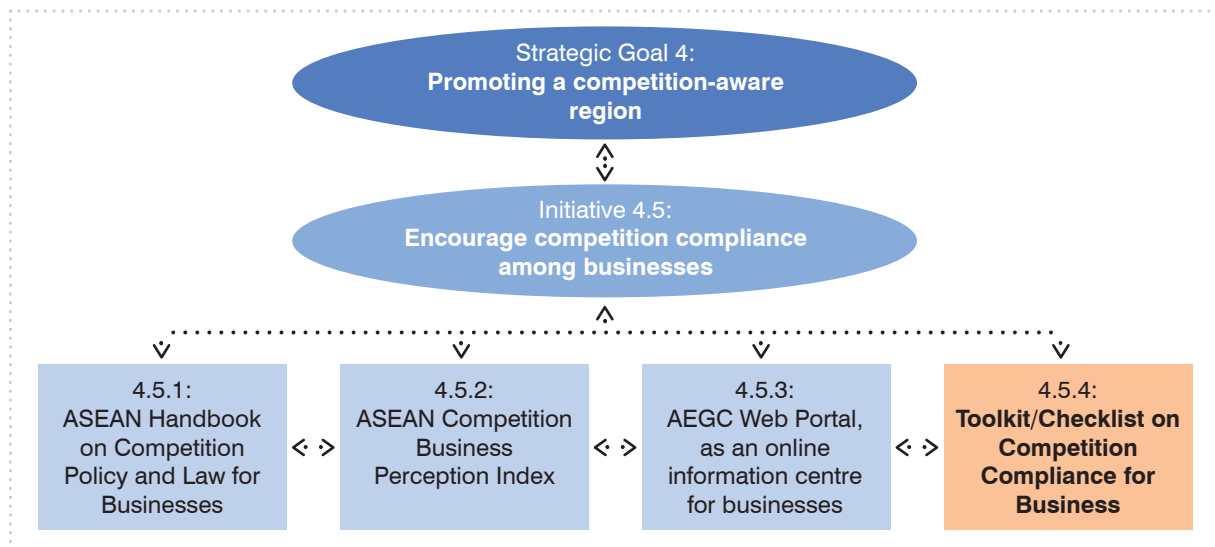 Strategic Goal 4:
Promoting a competition-aware
region
Initiative 4.5:
Encourage competition compliance
among businesses
4.5.1:
ASEAN Handbook
on Competition
Policy and Law for
Businesses
4.5.2:
ASEAN Competition
Business
Perception Index
4.5.3:
AEGC Web Portal,
as an online
information centre
for businesses
4.5.4:
Toolkit/Checklist on
Competition
Compliance for
Business